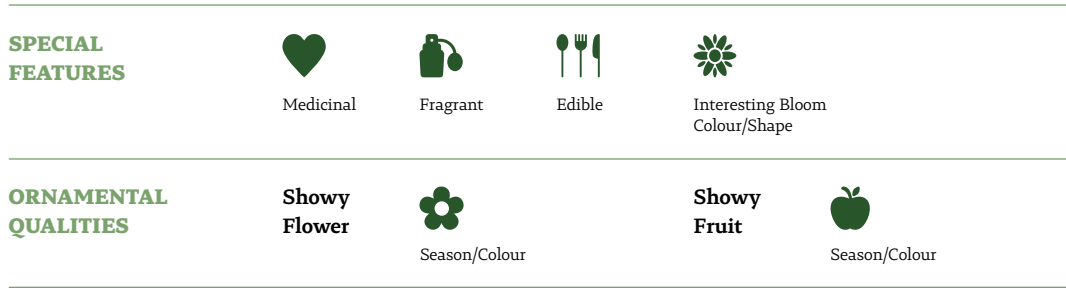 SPECIAL
FEATURES
Medicinal
Fragrant
Edible
Interesting Bloom
Colour/Shape
ORNAMENTAL
QUALITIES
Showy
Flower
Season/Colour
Showy
Fruit
Season/Colour